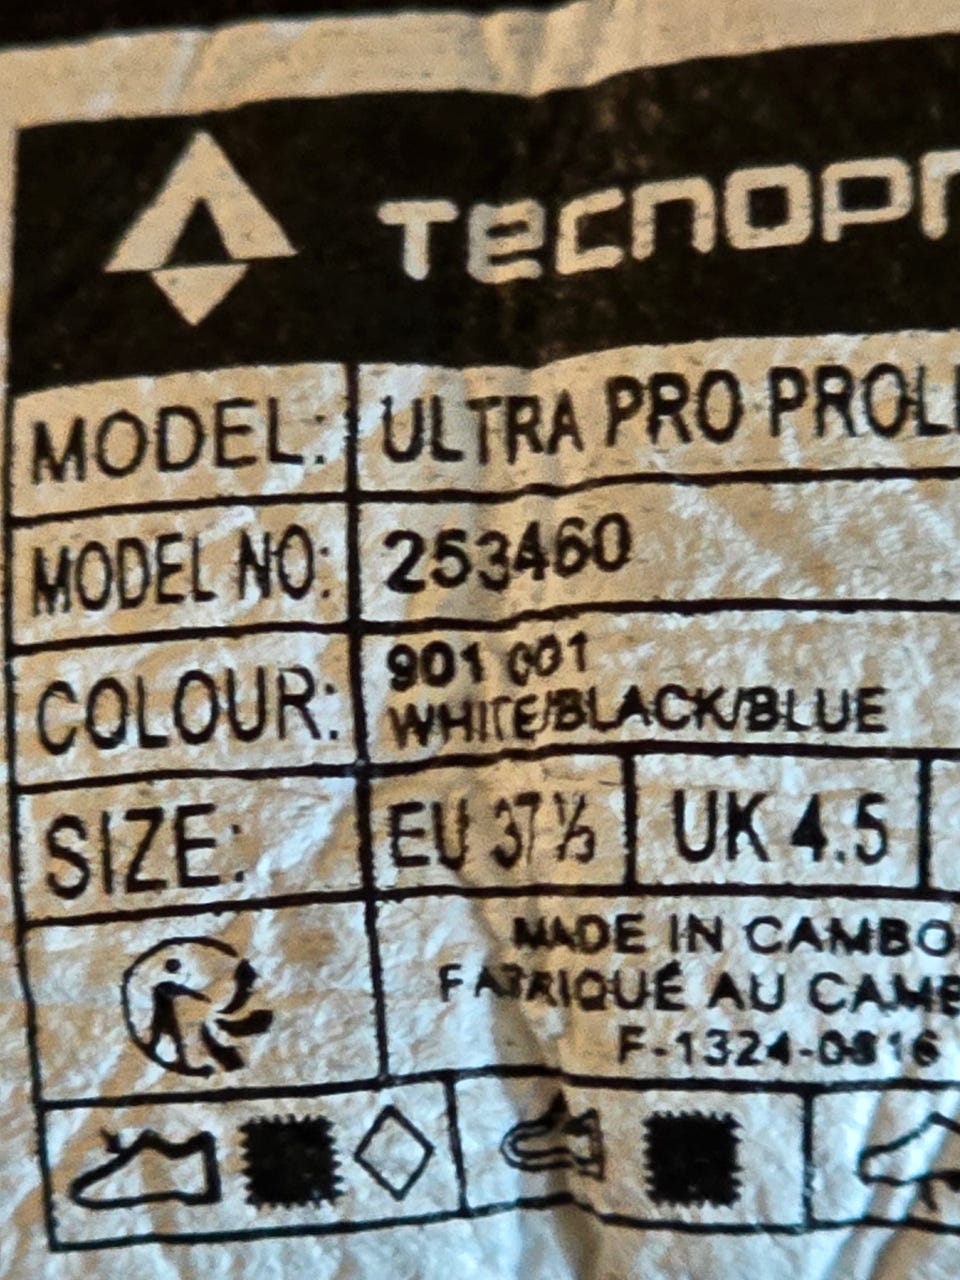 TECNOPR
MODEL: ULTRA PRO PROL
MODEL NO: 253460
COLOUR: 901 001
WHITE/BLACK/BLUE
SIZE: EU 37 ⅓ UK 4.5
MADE IN CAMBO
FABRIQUÉ AU CAMB
F-1324-0816